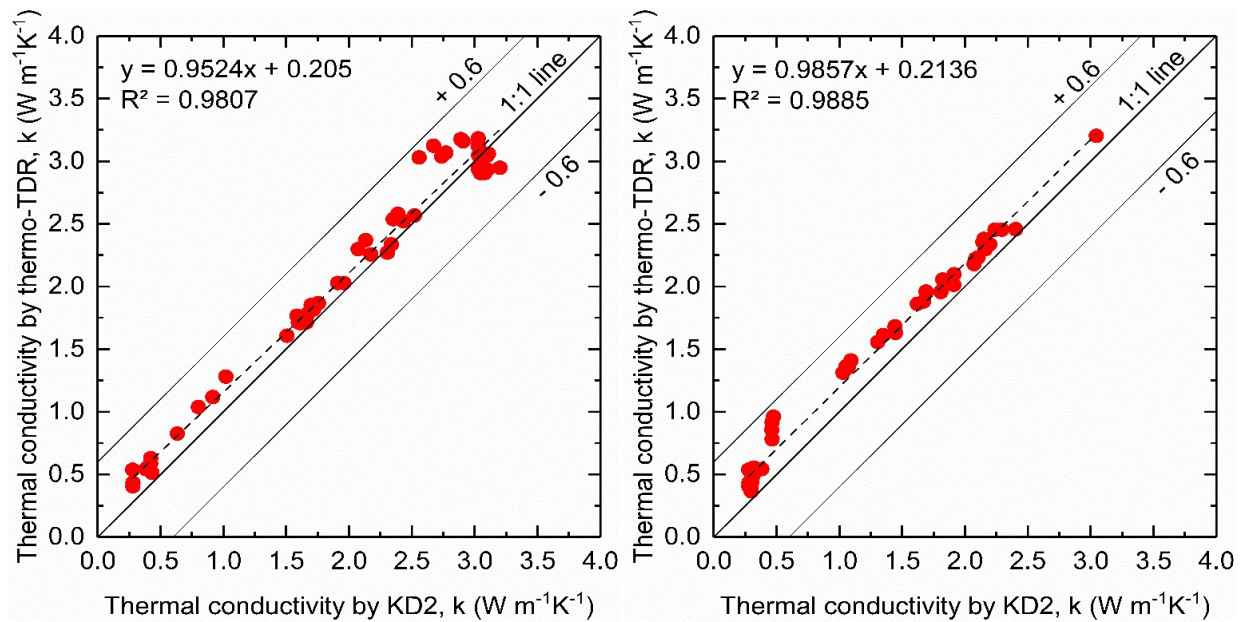 Thermal conductivity by thermo-TDR, k (W m⁻¹K⁻¹)
4.0
3.5
3.0
2.5
2.0
1.5
1.0
0.5
0.0
y = 0.9524x + 0.205
R² = 0.9807
+ 0.6
1:1 line
- 0.6
0.0 0.5 1.0 1.5 2.0 2.5 3.0 3.5 4.0
Thermal conductivity by KD2, k (W m⁻¹K⁻¹)
Thermal conductivity by thermo-TDR, k (W m⁻¹K⁻¹)
4.0
3.5
3.0
2.5
2.0
1.5
1.0
0.5
0.0
y = 0.9857x + 0.2136
R² = 0.9885
+ 0.6
1:1 line
- 0.6
0.0 0.5 1.0 1.5 2.0 2.5 3.0 3.5 4.0
Thermal conductivity by KD2, k (W m⁻¹K⁻¹)